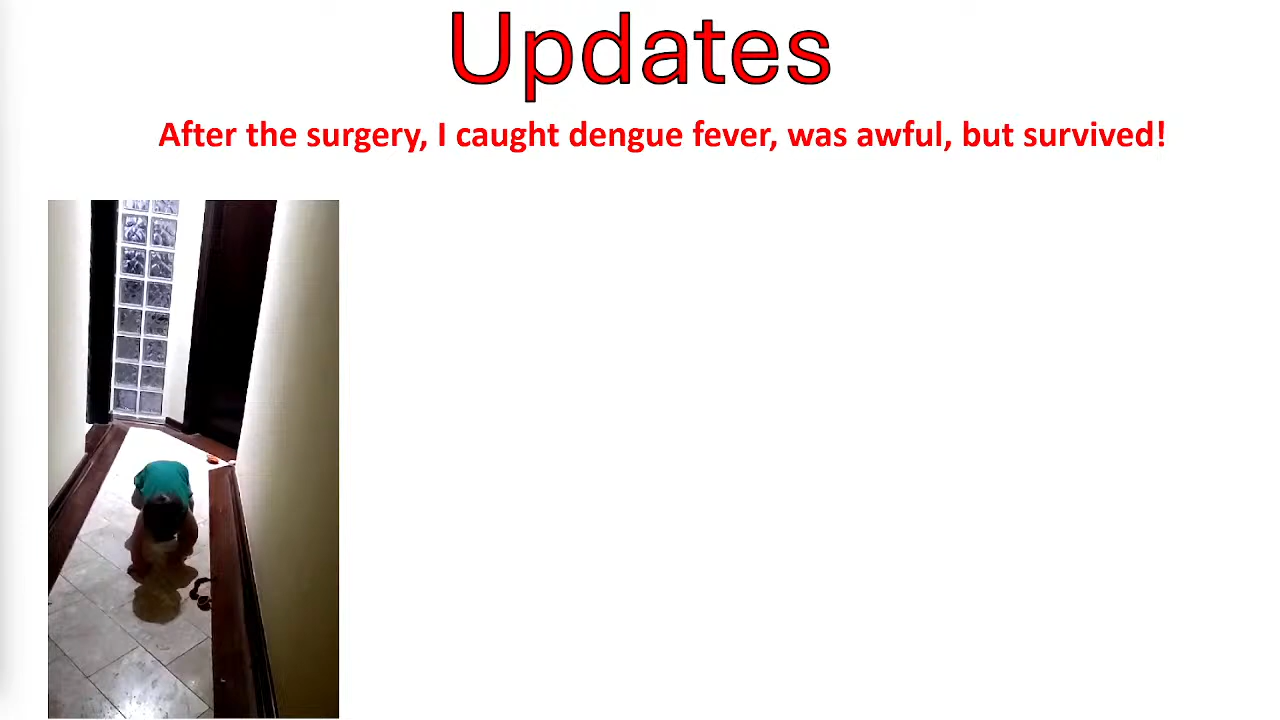 Updates
After the surgery, I caught dengue fever, was awful, but survived!